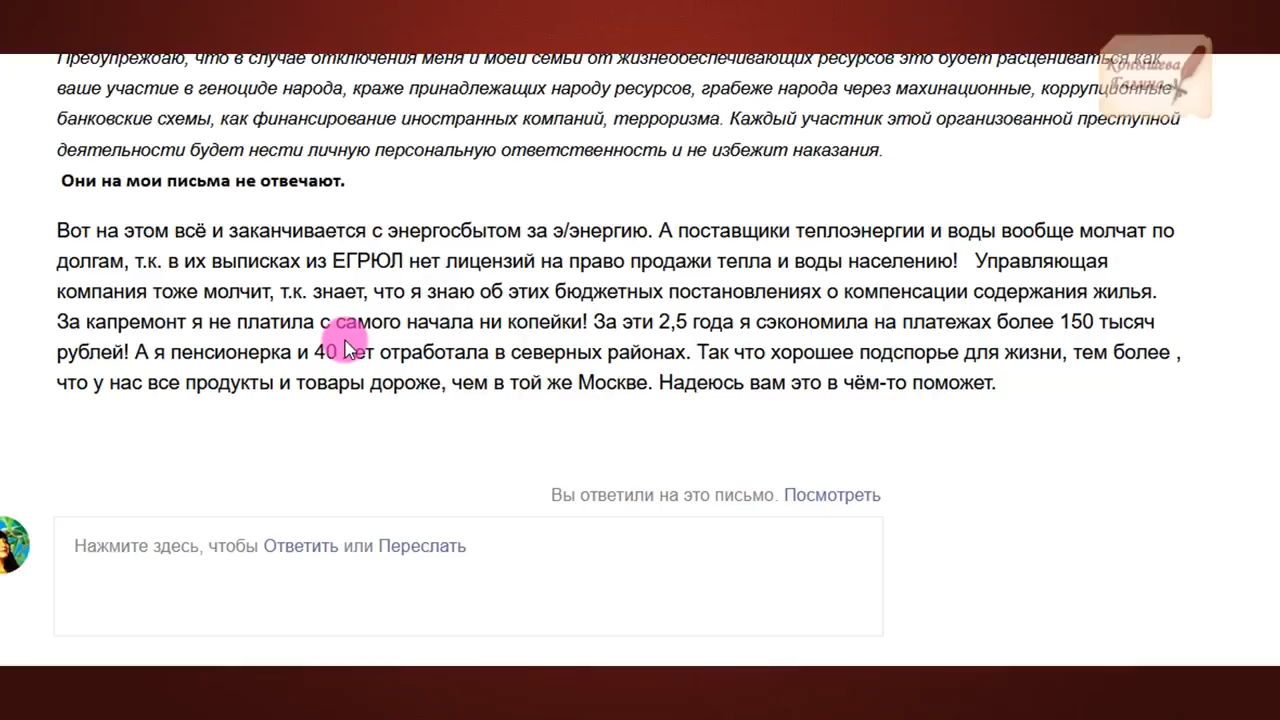 Предупреждаю, что в случае отключения меня и моей семьи от жизнеобеспечивающих ресурсов это будет расцениваться как
ваше участие в геноциде народа, краже принадлежащих народу ресурсов, грабеже народа через махинационные, коррупционные
банковские схемы, как финансирование иностранных компаний, терроризма. Каждый участник этой организованной преступной
деятельности будет нести личную персональную ответственность и не избежит наказания.
Они на мои письма не отвечают.
Вот на этом всё и заканчивается с энергосбытом за э/энергию. А поставщики теплоэнергии и воды вообще молчат по
долгам, т.к. в их выписках из ЕГРЮЛ нет лицензий на право продажи тепла и воды населению! Управляющая
компания тоже молчит, т.к. знает, что я знаю об этих бюджетных постановлениях о компенсации содержания жилья.
За капремонт я не платила с самого начала ни копейки! За эти 2,5 года я сэкономила на платежах более 150 тысяч
рублей! А я пенсионерка и 40 лет отработала в северных районах. Так что хорошее подспорье для жизни, тем более ,
что у нас все продукты и товары дороже, чем в той же Москве. Надеюсь вам это в чём-то поможет.
Вы ответили на это письмо. Посмотреть
Нажмите здесь, чтобы Ответить или Переслать
Конышева
Галина